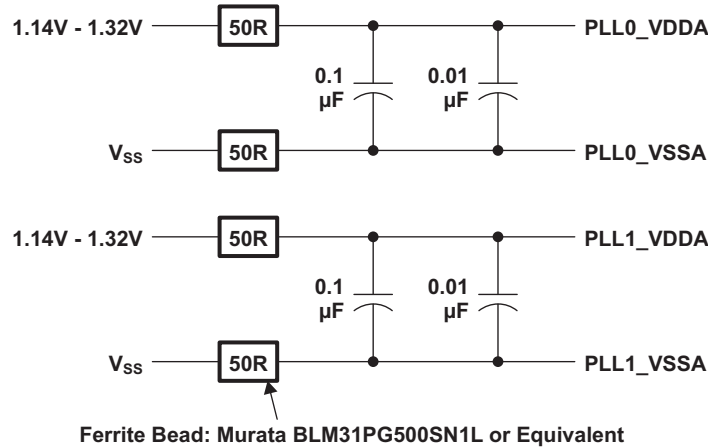 1.14V - 1.32V 50R PLL0_VDDA
0.1 0.01
µF µF
VSS 50R PLL0_VSSA
1.14V - 1.32V 50R PLL1_VDDA
0.1 0.01
µF µF
VSS 50R PLL1_VSSA
Ferrite Bead: Murata BLM31PG500SN1L or Equivalent